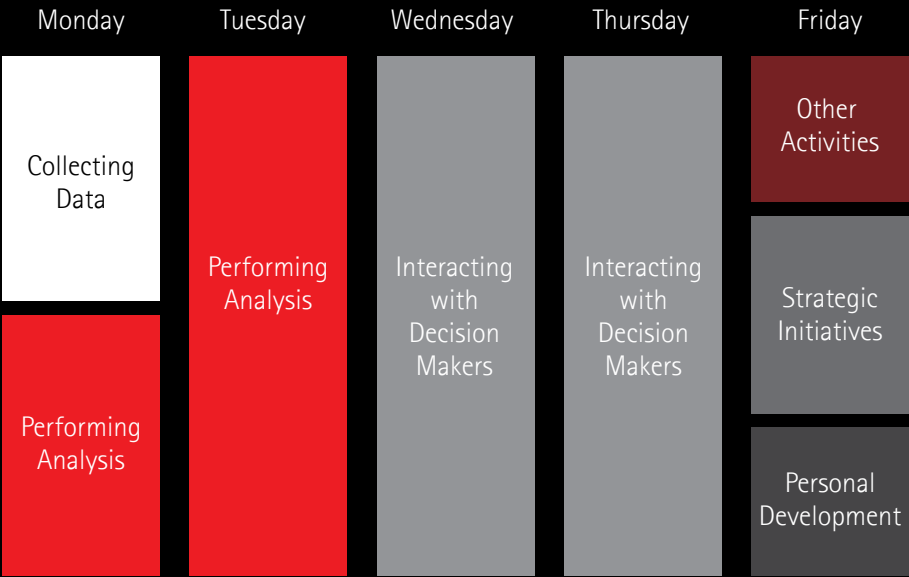 Monday
Tuesday
Wednesday
Thursday
Friday
Collecting
Data
Performing
Analysis
Performing
Analysis
Interacting
with
Decision
Makers
Interacting
with
Decision
Makers
Other
Activities
Strategic
Initiatives
Personal
Development